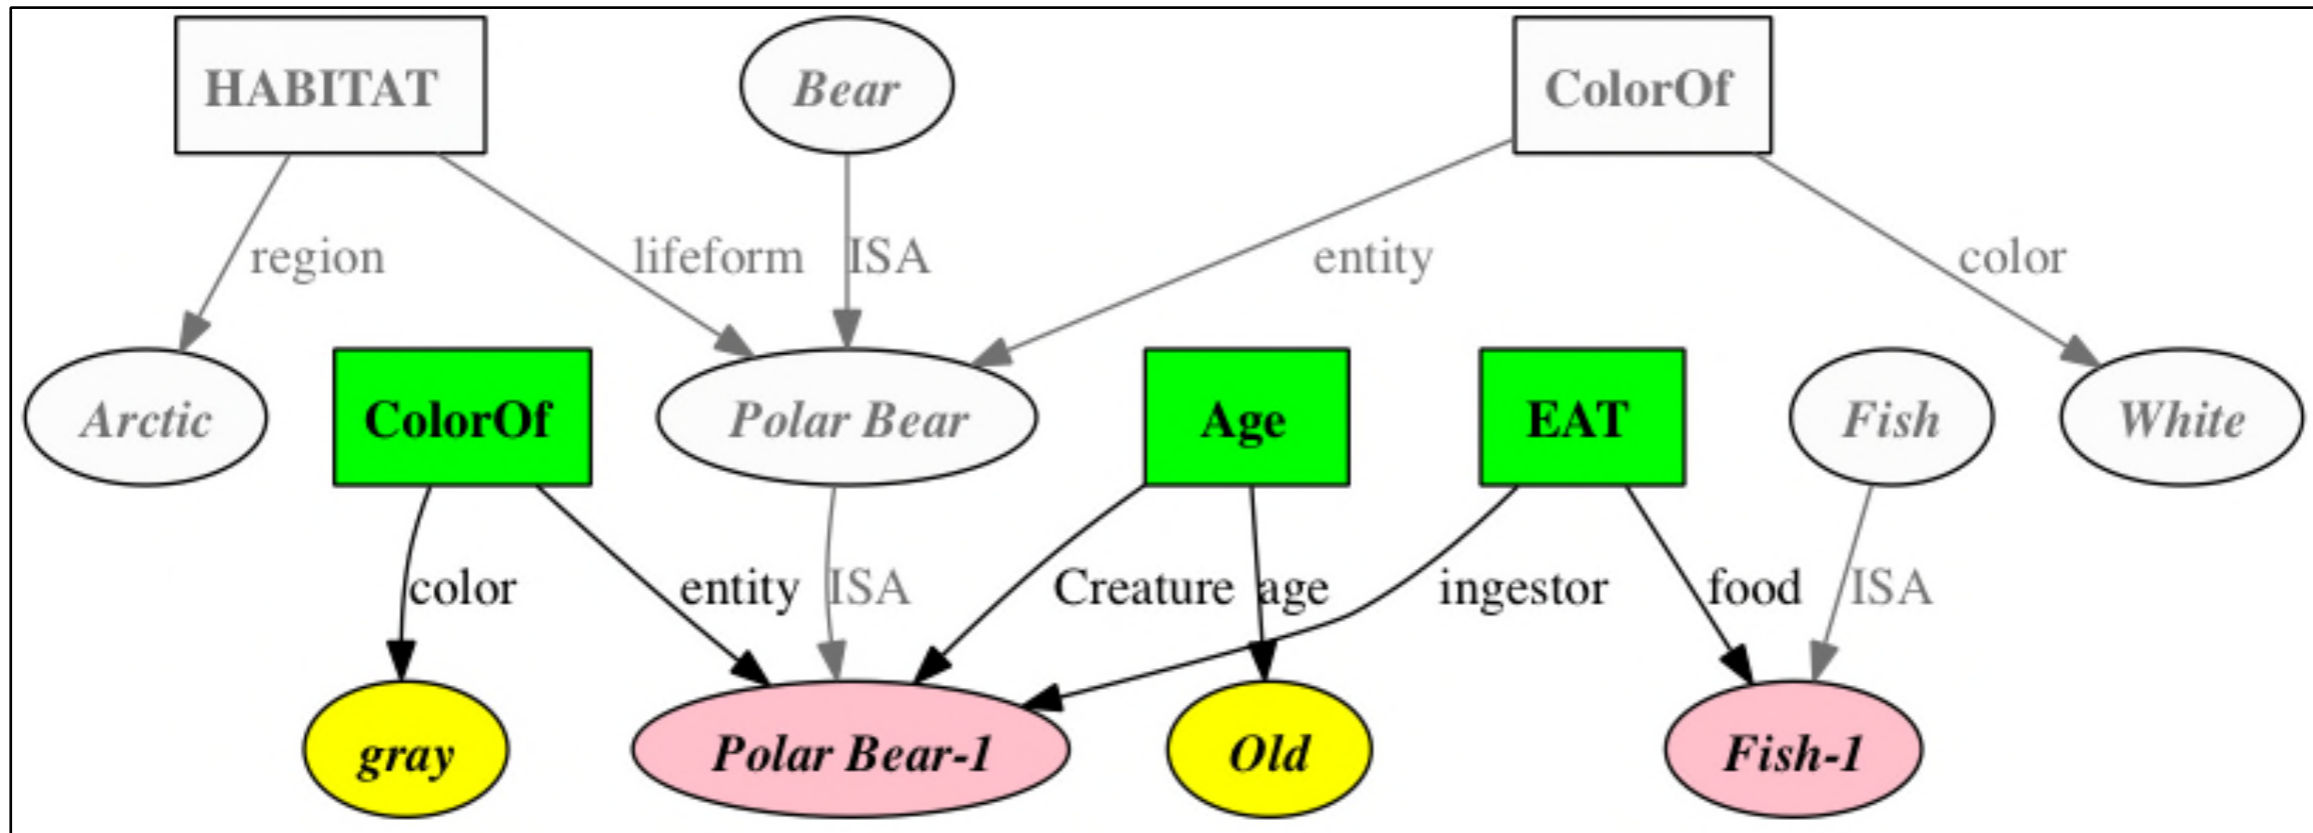 HABITAT
Bear
ColorOf
region
lifeform
ISA
entity
color
Arctic
ColorOf
Polar Bear
Age
EAT
Fish
White
color
entity
ISA
Creature
age
ingestor
food
ISA
gray
Polar Bear-1
Old
Fish-1